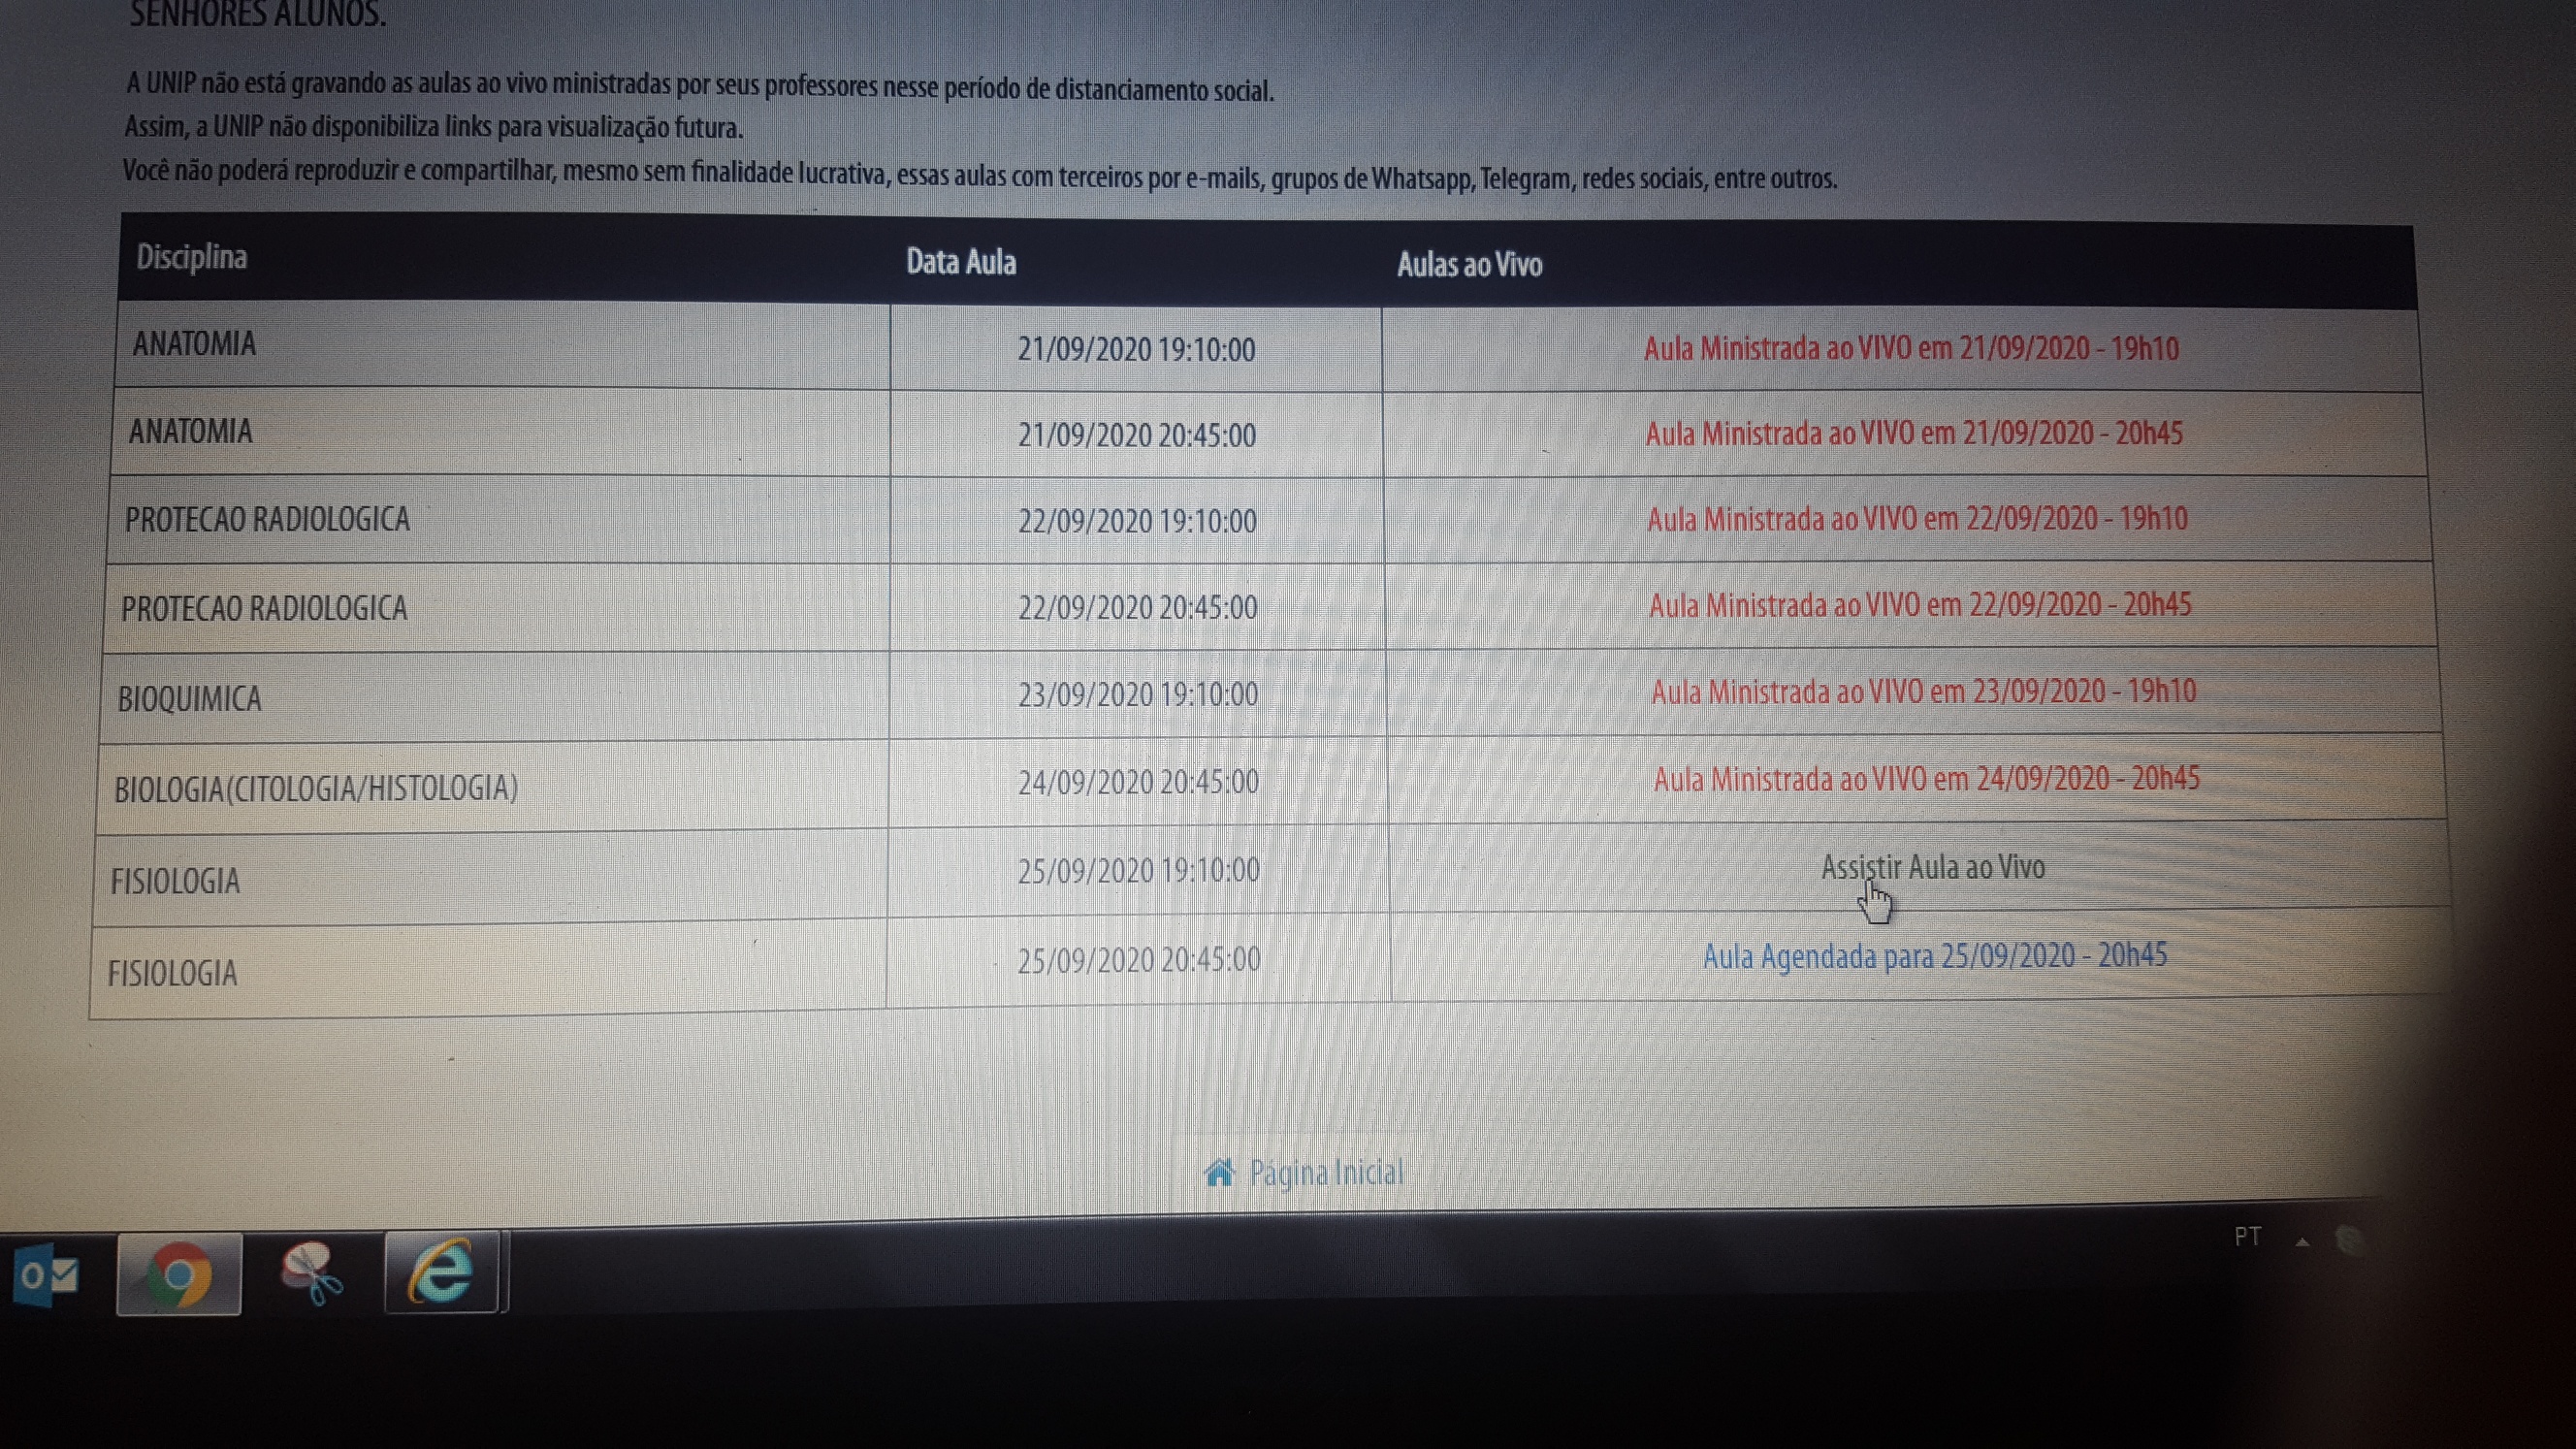 SENHORES ALUNOS.
A UNIP não está gravando as aulas ao vivo ministradas por seus professores nesse período de distanciamento social.
Assim, a UNIP não disponibiliza links para visualização futura.
Você não poderá reproduzir e compartilhar, mesmo sem finalidade lucrativa, essas aulas com terceiros por e-mails, grupos de Whatsapp, Telegram, redes sociais, entre outros.
Disciplina Data Aula Aulas ao Vivo
ANATOMIA 21/09/2020 19:10:00 Aula Ministrada ao VIVO em 21/09/2020 - 19h10
ANATOMIA 21/09/2020 20:45:00 Aula Ministrada ao VIVO em 21/09/2020 - 20h45
PROTECAO RADIOLOGICA 22/09/2020 19:10:00 Aula Ministrada ao VIVO em 22/09/2020 - 19h10
PROTECAO RADIOLOGICA 22/09/2020 20:45:00 Aula Ministrada ao VIVO em 22/09/2020 - 20h45
BIOQUIMICA 23/09/2020 19:10:00 Aula Ministrada ao VIVO em 23/09/2020 - 19h10
BIOLOGIA(CITOLOGIA/HISTOLOGIA) 24/09/2020 20:45:00 Aula Ministrada ao VIVO em 24/09/2020 - 20h45
FISIOLOGIA 25/09/2020 19:10:00 Assistir Aula ao Vivo
FISIOLOGIA 25/09/2020 20:45:00 Aula Agendada para 25/09/2020 - 20h45
Página Inicial
PT